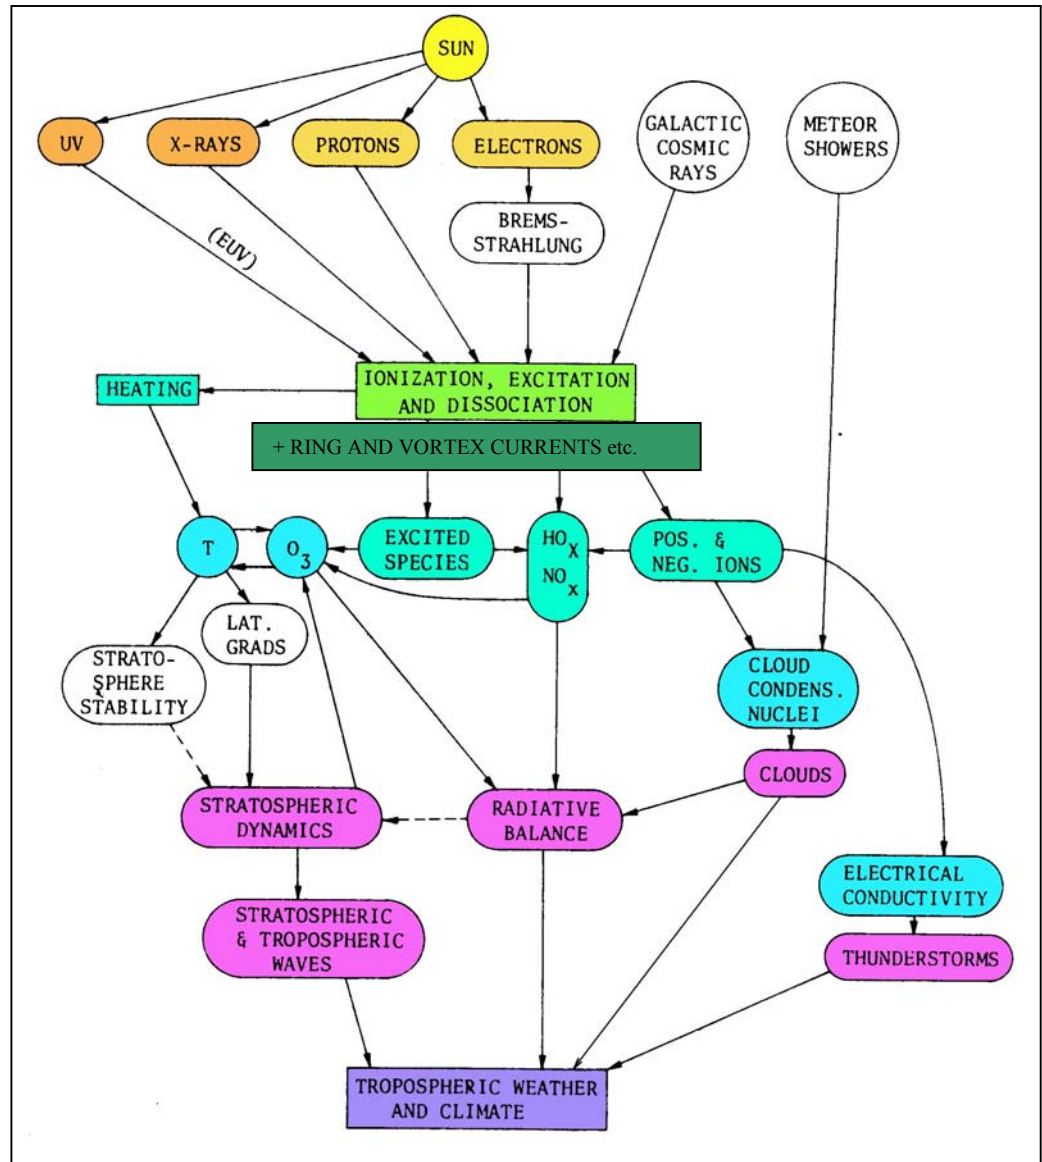 SUN
UV
X-RAYS
PROTONS
ELECTRONS
GALACTIC
COSMIC
RAYS
METEOR
SHOWERS
BREMS-
STRAHLUNG
(EUV)
HEATING
IONIZATION, EXCITATION
AND DISSOCIATION
+ RING AND VORTEX CURRENTS etc.
T
O3
EXCITED
SPECIES
HOX
NOx
POS. &
NEG. IONS
LAT.
GRADS
STRATO-
SPHERE
STABILITY
CLOUD
CONDENS.
NUCLEI
CLOUDS
STRATOSPHERIC
DYNAMICS
RADIATIVE
BALANCE
ELECTRICAL
CONDUCTIVITY
STRATOSPHERIC
& TROPOSPHERIC
WAVES
THUNDERSTORMS
TROPOSPHERIC WEATHER
AND CLIMATE